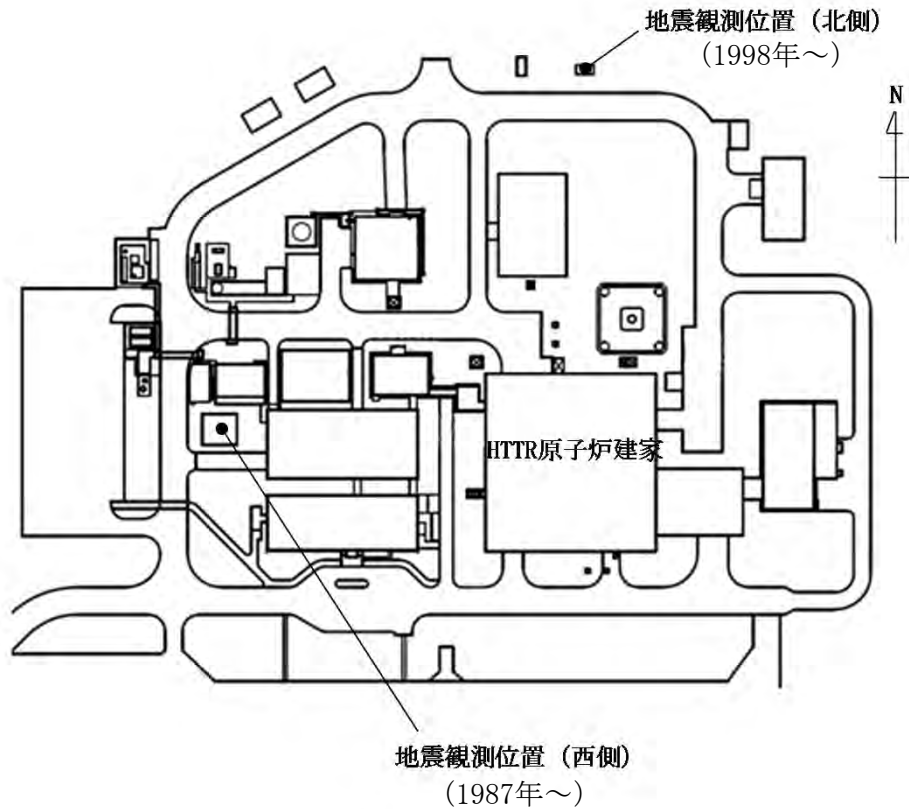 地震観測位置（北側）
（1998年～）
N
HTTR原子炉建家
地震観測位置（西側）
（1987年～）